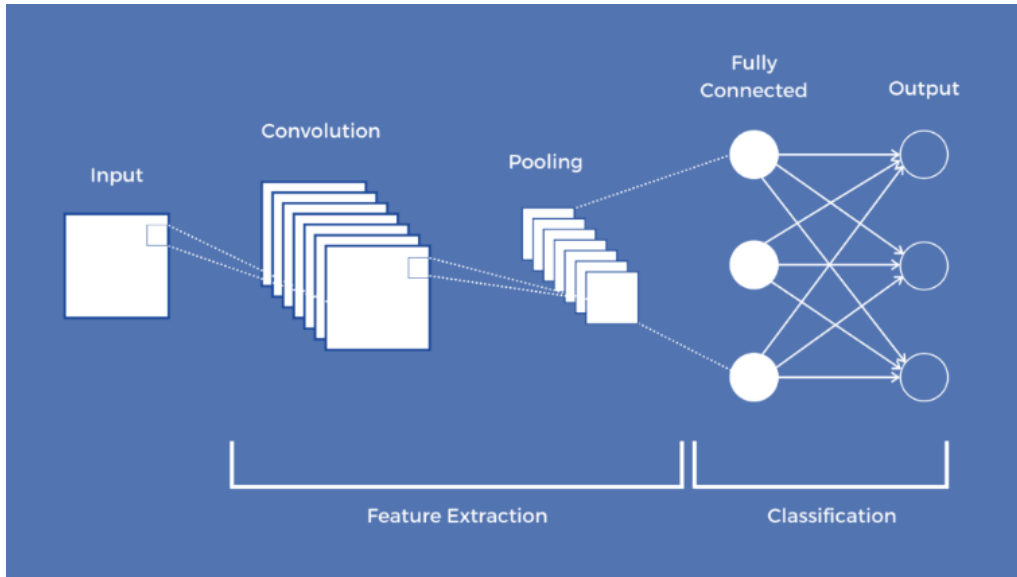 Input
Convolution
Pooling
Fully
Connected
Output
Feature Extraction
Classification